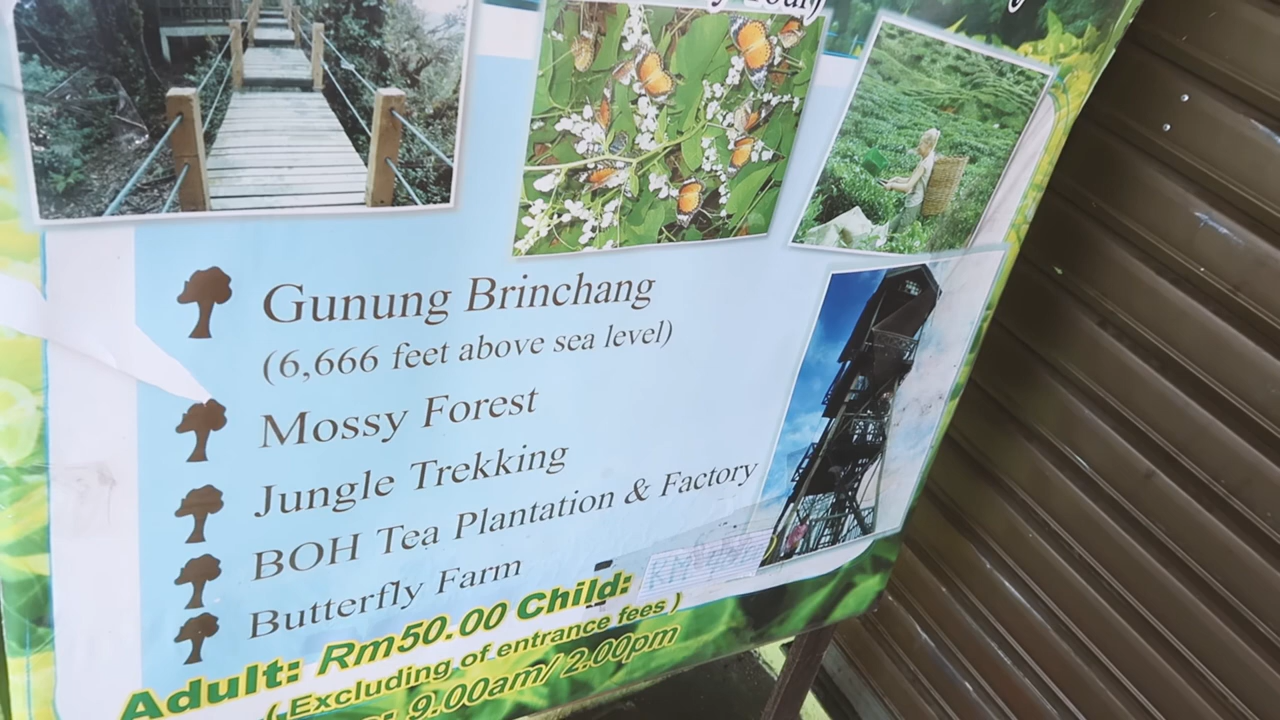 Gunung Brinchang
(6,666 feet above sea level)
Mossy Forest
Jungle Trekking
BOH Tea Plantation & Factory
Butterfly Farm
Adult: Rm50.00 Child:
(Excluding of entrance fees )
9.00am/ 2.00pm